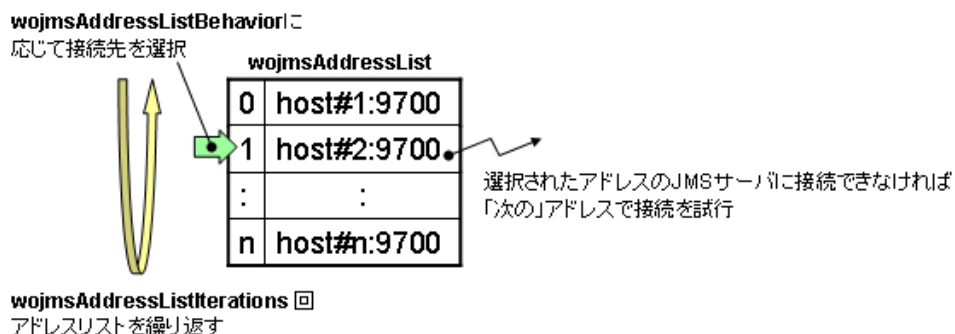 wojmsAddressListBehaviorに
応じて接続先を選択
wojmsAddressList
0 host#1:9700
1 host#2:9700
: :
n host#n:9700
選択されたアドレスのJMSサーバに接続できなければ
「次の」アドレスで接続を試行
wojmsAddressListIterations 回
アドレスリストを繰り返す